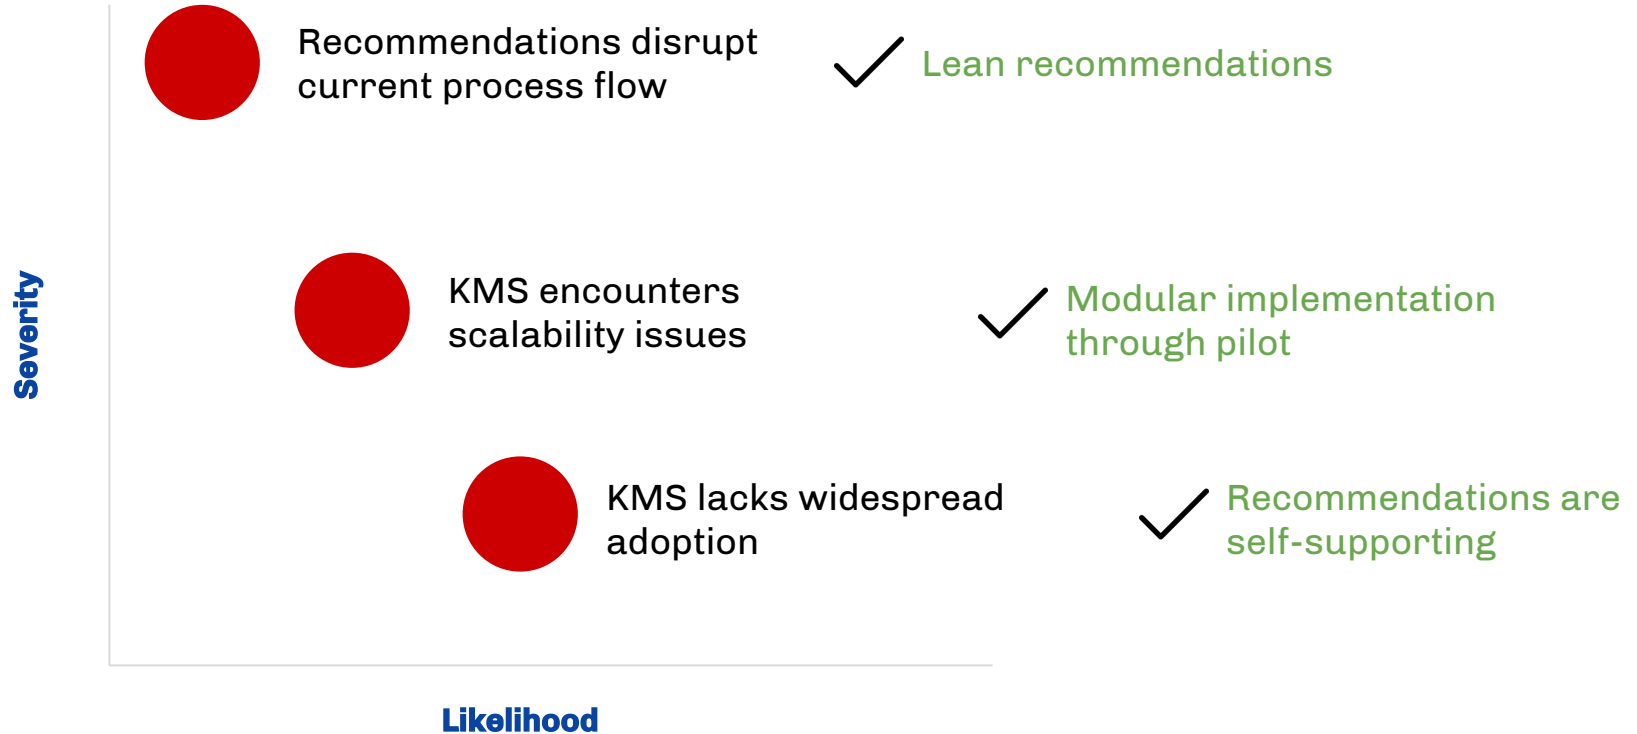 Recommendations disrupt
current process flow
Lean recommendations
Severity
KMS encounters
scalability issues
Modular implementation
through pilot
KMS lacks widespread
adoption
Recommendations are
self-supporting
Likelihood